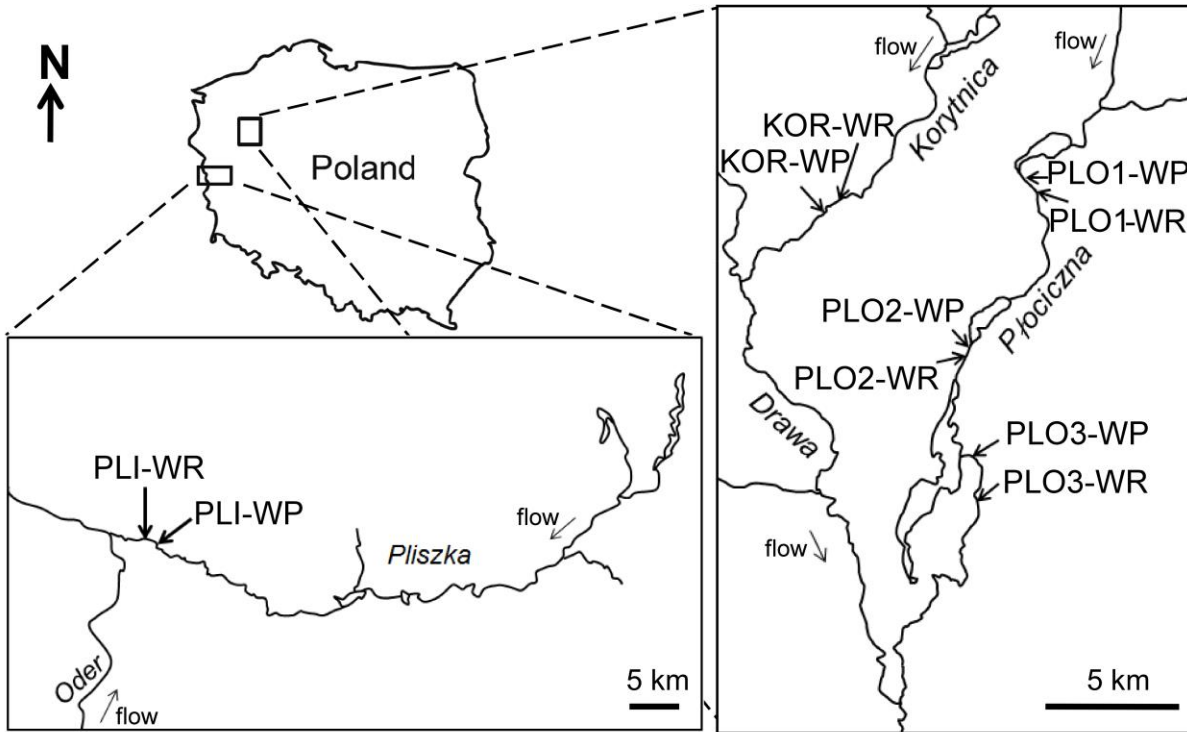 N
Poland
PLI-WR
PLI-WP
Pliszka
flow
Oder
flow
5 km
flow
flow
Korytnica
KOR-WR
KOR-WP
PLO1-WP
PLO1-WR
Płociczna
PLO2-WP
PLO2-WR
Drawa
PLO3-WP
PLO3-WR
flow
5 km